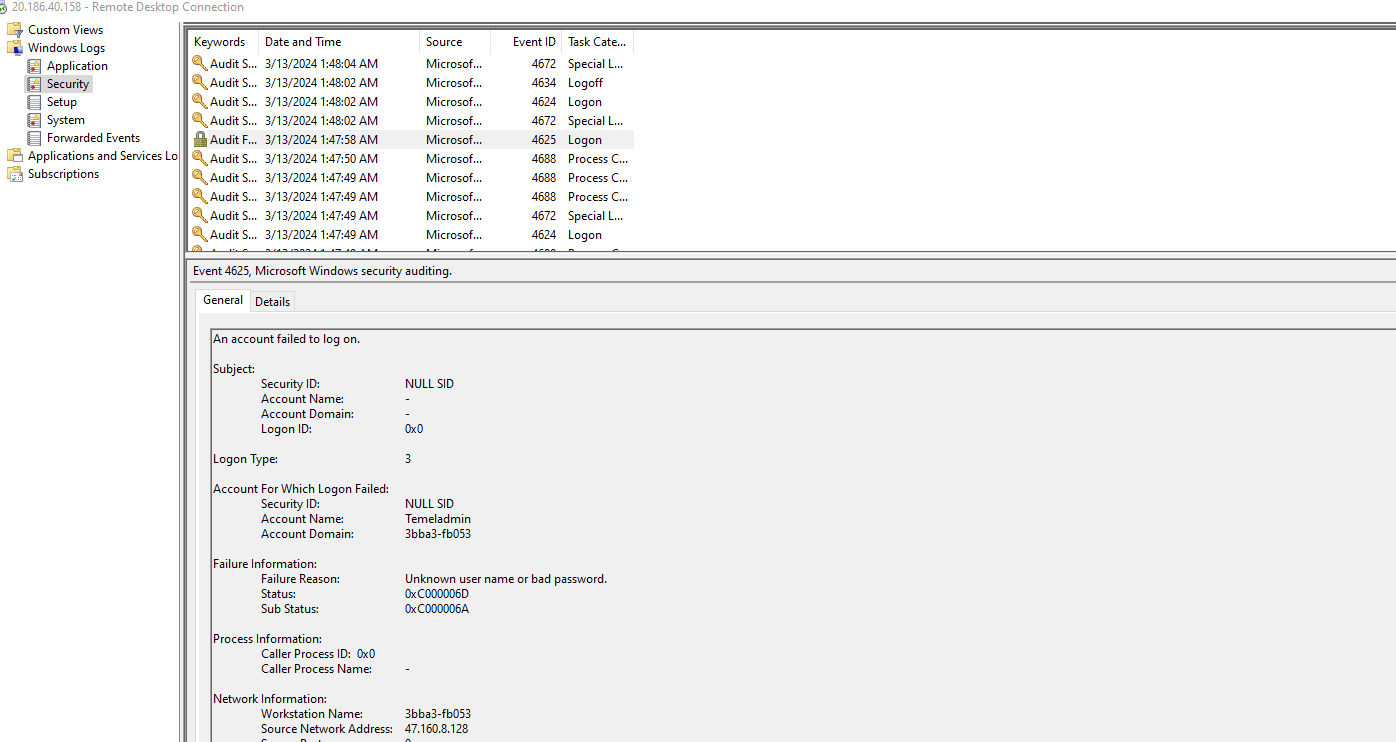 20.186.40.158 - Remote Desktop Connection
Custom Views
Windows Logs
Application
Security
Setup
System
Forwarded Events
Applications and Services Lo
Subscriptions
Keywords Date and Time Source Event ID Task Cate...
Audit S... 3/13/2024 1:48:04 AM Microsof... 4672 Special L...
Audit S... 3/13/2024 1:48:02 AM Microsof... 4634 Logoff
Audit S... 3/13/2024 1:48:02 AM Microsof... 4624 Logon
Audit S... 3/13/2024 1:48:02 AM Microsof... 4672 Special L...
Audit F... 3/13/2024 1:47:58 AM Microsof... 4625 Logon
Audit S... 3/13/2024 1:47:50 AM Microsof... 4688 Process C...
Audit S... 3/13/2024 1:47:49 AM Microsof... 4688 Process C...
Audit S... 3/13/2024 1:47:49 AM Microsof... 4688 Process C...
Audit S... 3/13/2024 1:47:49 AM Microsof... 4672 Special L...
Audit S... 3/13/2024 1:47:49 AM Microsof... 4624 Logon
Event 4625, Microsoft Windows security auditing.
General Details
An account failed to log on.
Subject:
Security ID: NULL SID
Account Name: -
Account Domain: -
Logon ID: 0x0
Logon Type: 3
Account For Which Logon Failed:
Security ID: NULL SID
Account Name: Temeladmin
Account Domain: 3bba3-fb053
Failure Information:
Failure Reason: Unknown user name or bad password.
Status: 0xC000006D
Sub Status: 0xC000006A
Process Information:
Caller Process ID: 0x0
Caller Process Name: -
Network Information:
Workstation Name: 3bba3-fb053
Source Network Address: 47.160.8.128